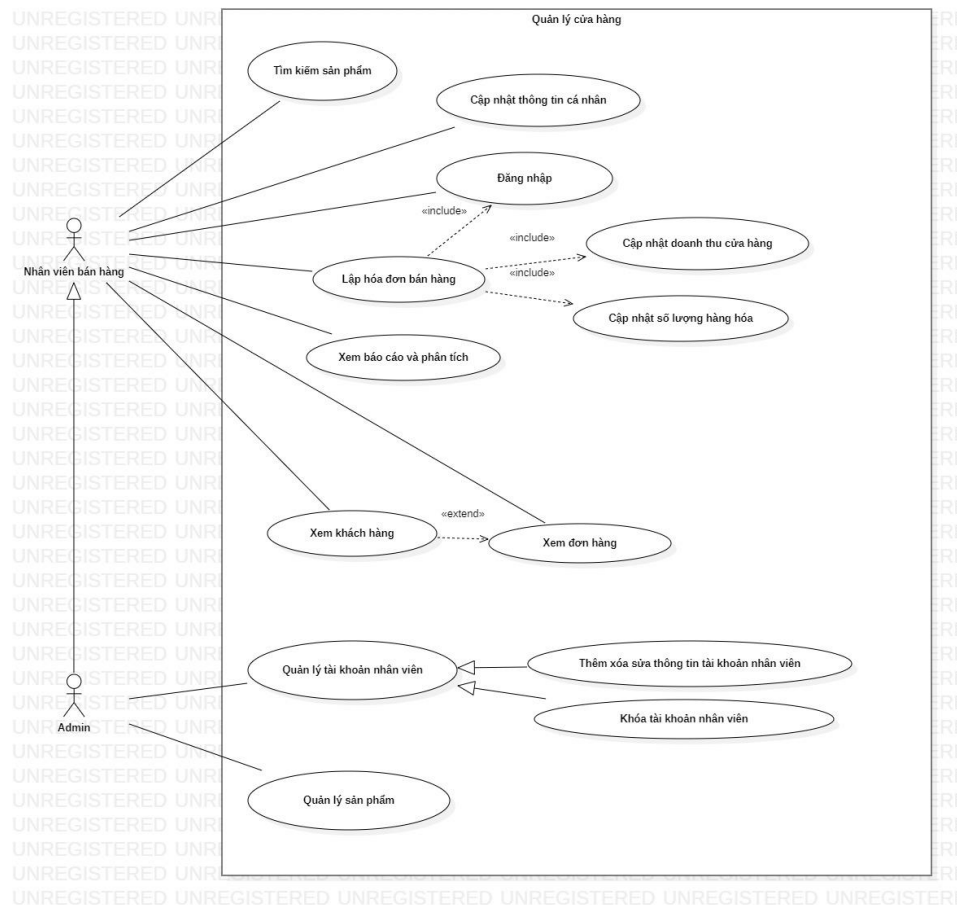 Quản lý cửa hàng
Tìm kiếm sản phẩm
Cập nhật thông tin cá nhân
Đăng nhập
«include»
Nhân viên bán hàng
«include»
Cập nhật doanh thu cửa hàng
Lập hóa đơn bán hàng
«include»
Cập nhật số lượng hàng hóa
Xem báo cáo và phân tích
«extend»
Xem khách hàng
Xem đơn hàng
Quản lý tài khoản nhân viên
Thêm xóa sửa thông tin tài khoản nhân viên
Khóa tài khoản nhân viên
Admin
Quản lý sản phẩm
UNREGISTERED UNREGISTERED UNREGISTERED UNREGISTERED UNREGISTERED